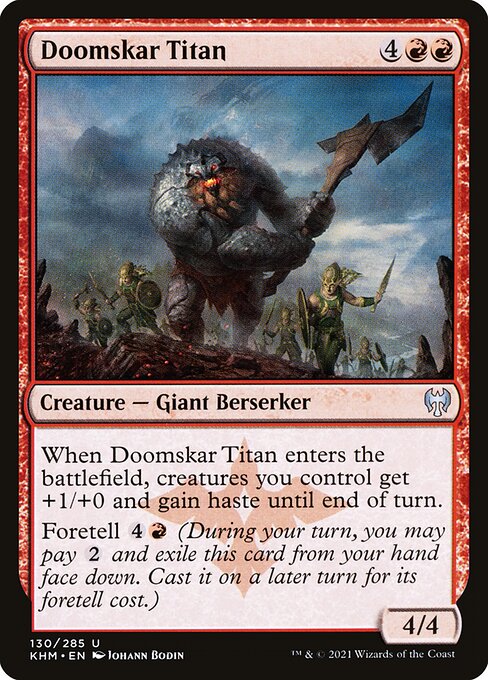 Doomskar Titan 4
Creature — Giant Berserker
When Doomskar Titan enters the
battlefield, creatures you control get
+1/+0 and gain haste until end of turn.
Foretell 4 (During your turn, you may
pay 2 and exile this card from your hand
face down. Cast it on a later turn for its
foretell cost.)
4/4
130/285 U
KHM • EN Johann Bodin
™ & © 2021 Wizards of the Coast